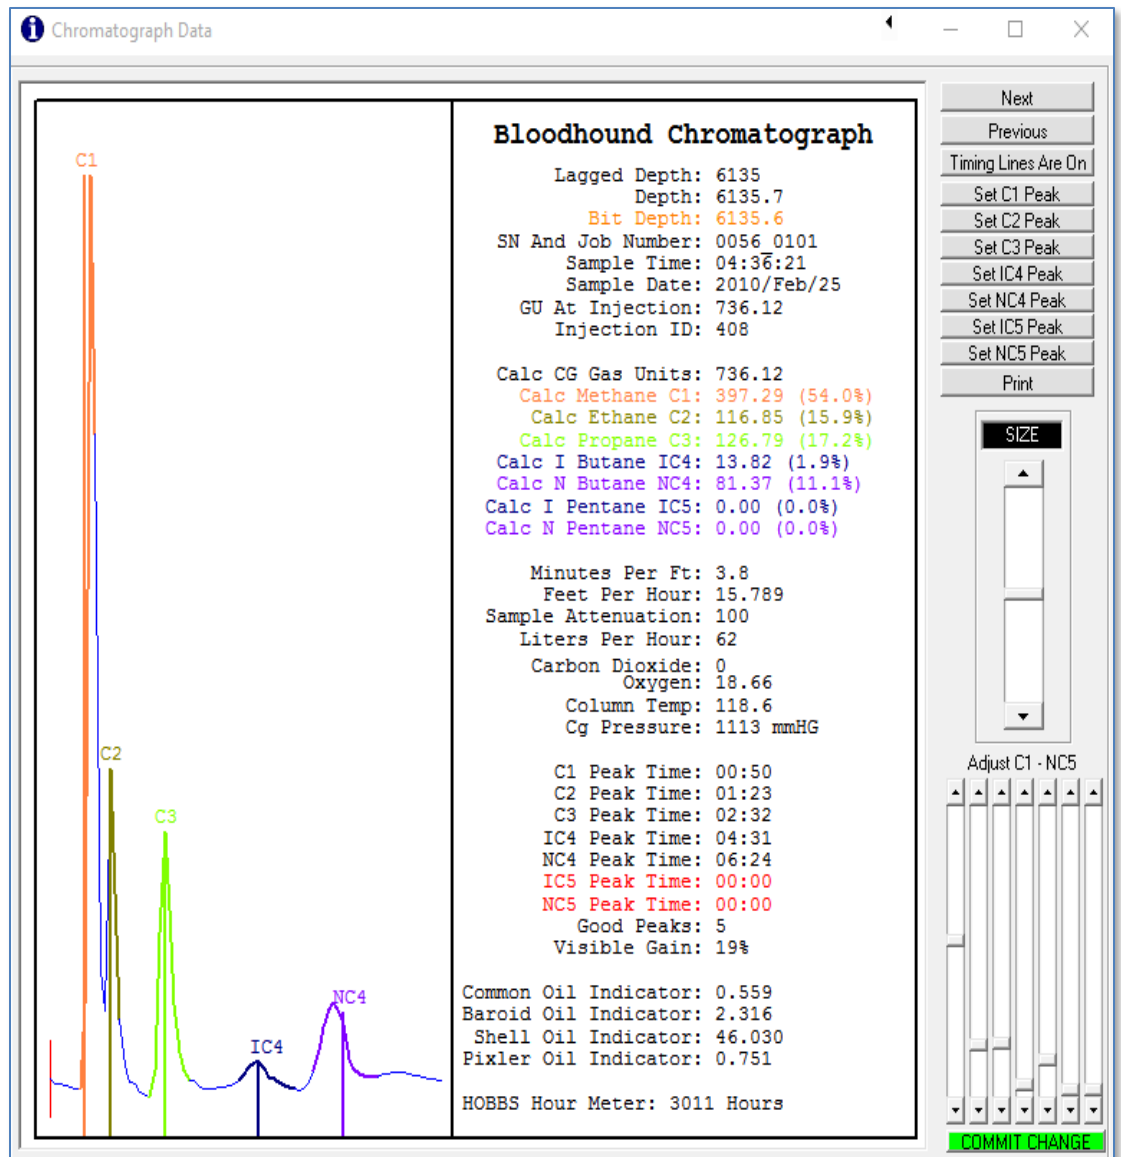 Chromatograph Data
Bloodhound Chromatograph
Lagged Depth: 6135
Depth: 6135.7
Bit Depth: 6135.6
SN And Job Number: 0056_0101
Sample Time: 04:36:21
Sample Date: 2010/Feb/25
GU At Injection: 736.12
Injection ID: 408
Calc CG Gas Units: 736.12
Calc Methane C1: 397.29 (54.0%)
Calc Ethane C2: 116.85 (15.9%)
Calc Propane C3: 126.79 (17.2%)
Calc I Butane IC4: 13.82 (1.9%)
Calc N Butane NC4: 81.37 (11.1%)
Calc I Pentane IC5: 0.00 (0.0%)
Calc N Pentane NC5: 0.00 (0.0%)
Minutes Per Ft: 3.8
Feet Per Hour: 15.789
Sample Attenuation: 100
Liters Per Hour: 62
Carbon Dioxide: 0
Oxygen: 18.66
Column Temp: 118.6
Cg Pressure: 1113 mmHG
C1 Peak Time: 00:50
C2 Peak Time: 01:23
C3 Peak Time: 02:32
IC4 Peak Time: 04:31
NC4 Peak Time: 06:24
IC5 Peak Time: 00:00
NC5 Peak Time: 00:00
Good Peaks: 5
Visible Gain: 19%
Common Oil Indicator: 0.559
Baroid Oil Indicator: 2.316
Shell Oil Indicator: 46.030
Pixler Oil Indicator: 0.751
HOBBS Hour Meter: 3011 Hours
C1
C2
C3
IC4
NC4
Next
Previous
Timing Lines Are On
Set C1 Peak
Set C2 Peak
Set C3 Peak
Set IC4 Peak
Set NC4 Peak
Set IC5 Peak
Set NC5 Peak
Print
SIZE
Adjust C1 - NC5
COMMIT CHANGE